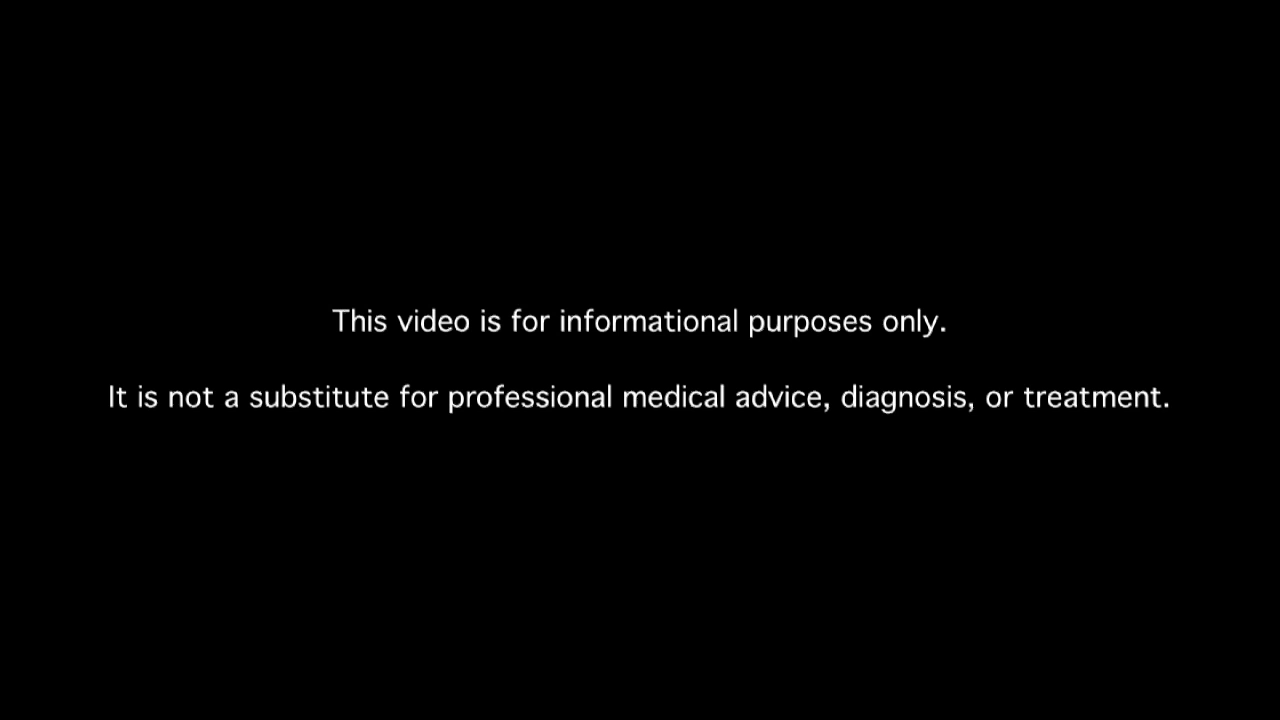 This video is for informational purposes only.
It is not a substitute for professional medical advice, diagnosis, or treatment.